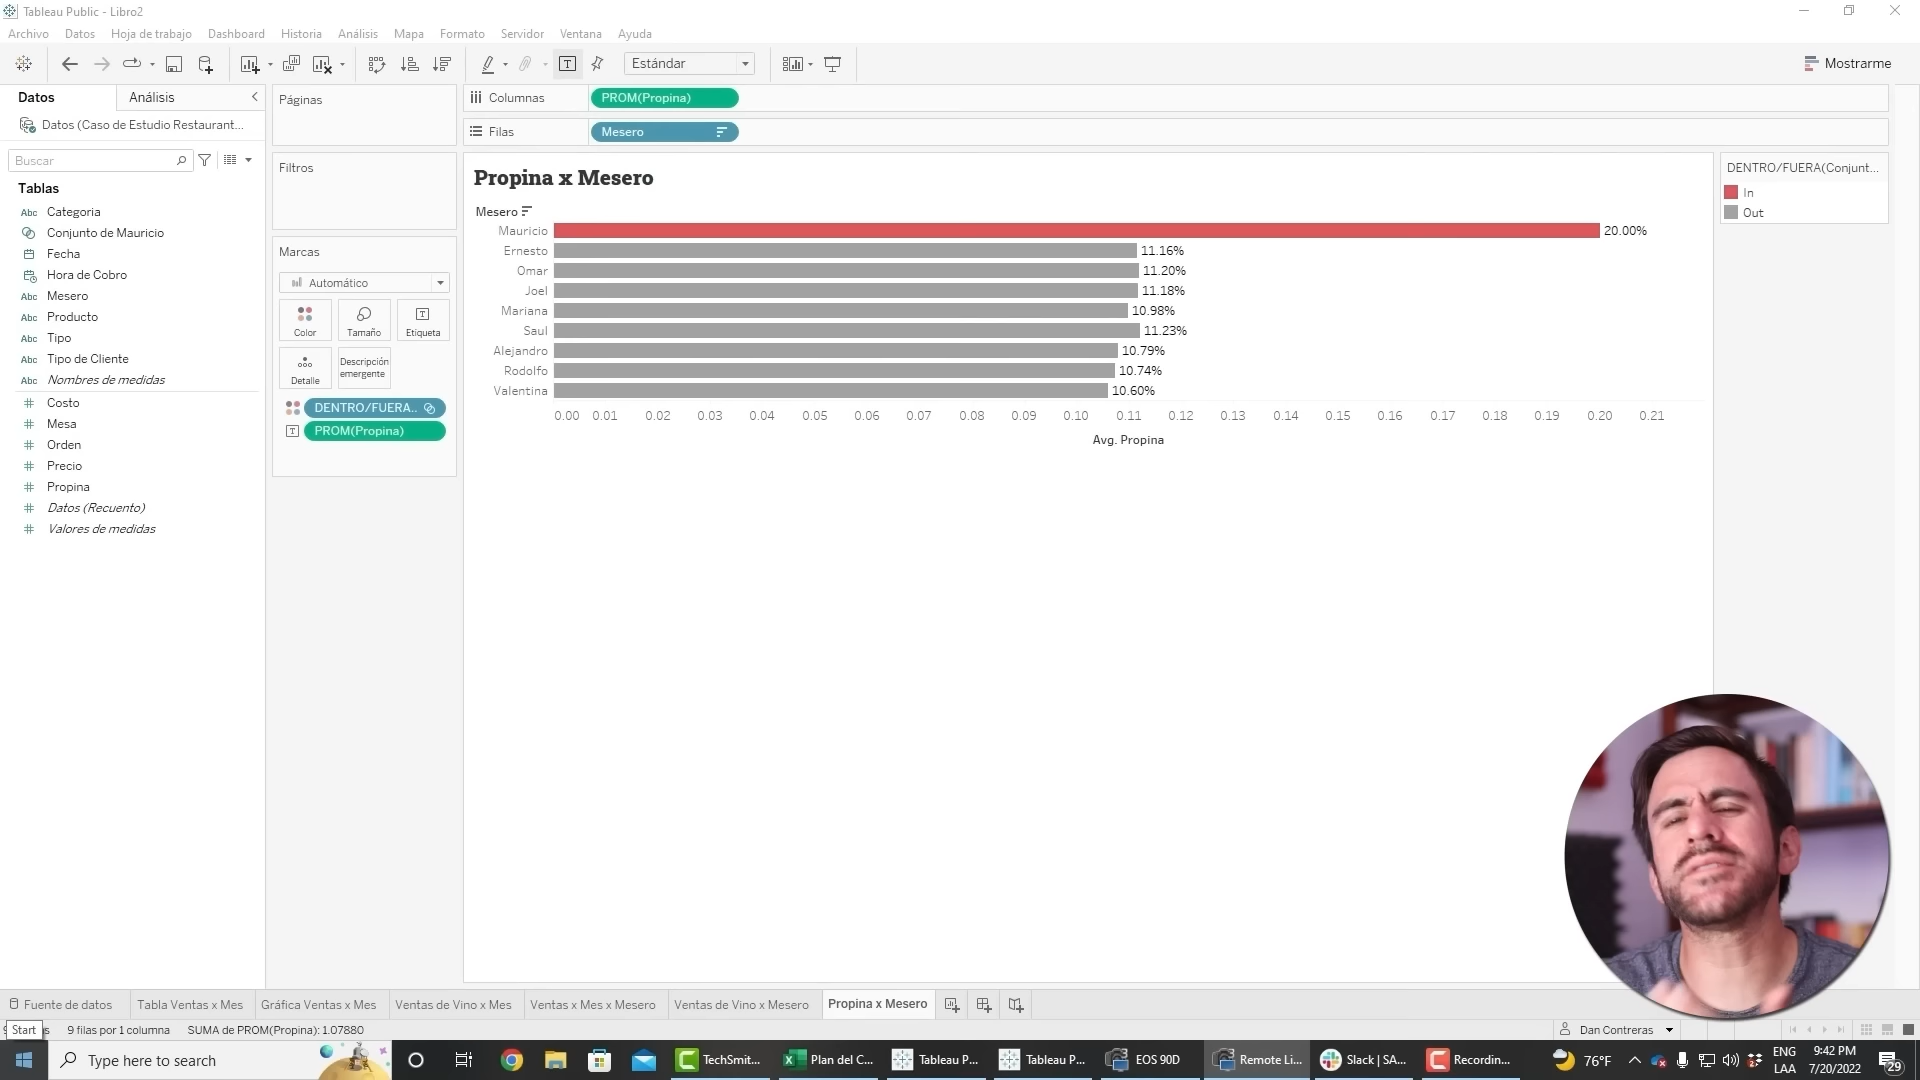 Tableau Public - Libro2
Archivo Datos Hoja de trabajo Dashboard Historia Análisis Mapa Formato Servidor Ventana Ayuda
Estándar
Mostrarme
Datos
Análisis
Datos (Caso de Estudio Restaurant...
Buscar
Tablas
Abc Categoria
Conjunto de Mauricio
Fecha
Hora de Cobro
Abc Mesero
Abc Producto
Abc Tipo
Abc Tipo de Cliente
Abc Nombres de medidas
# Costo
# Mesa
# Orden
# Precio
# Propina
# Datos (Recuento)
# Valores de medidas
Páginas
Filtros
Marcas
Automático
Color
Tamaño
Etiqueta
Detalle
Descripción
emergente
DENTRO/FUERA..
PROM(Propina)
Columnas
PROM(Propina)
Filas
Mesero
Propina x Mesero
Mesero
Mauricio 20.00%
Ernesto 11.16%
Omar 11.20%
Joel 11.18%
Mariana 10.98%
Saul 11.23%
Alejandro 10.79%
Rodolfo 10.74%
Valentina 10.60%
0.00 0.01 0.02 0.03 0.04 0.05 0.06 0.07 0.08 0.09 0.10 0.11 0.12 0.13 0.14 0.15 0.16 0.17 0.18 0.19 0.20 0.21
Avg. Propina
DENTRO/FUERA(Conjunt...
In
Out
Fuente de datos Tabla Ventas x Mes Gráfica Ventas x Mes Ventas de Vino x Mes Ventas x Mes x Mesero Ventas de Vino x Mesero Propina x Mesero
Start
9 filas por 1 columna SUMA de PROM(Propina): 1.07880
Dan Contreras
Type here to search
TechSmit... Plan del C... Tableau P... Tableau P... EOS 90D Remote Li... Slack | SA... Recordin...
76°F
ENG
LAA
9:42 PM
7/20/2022
29